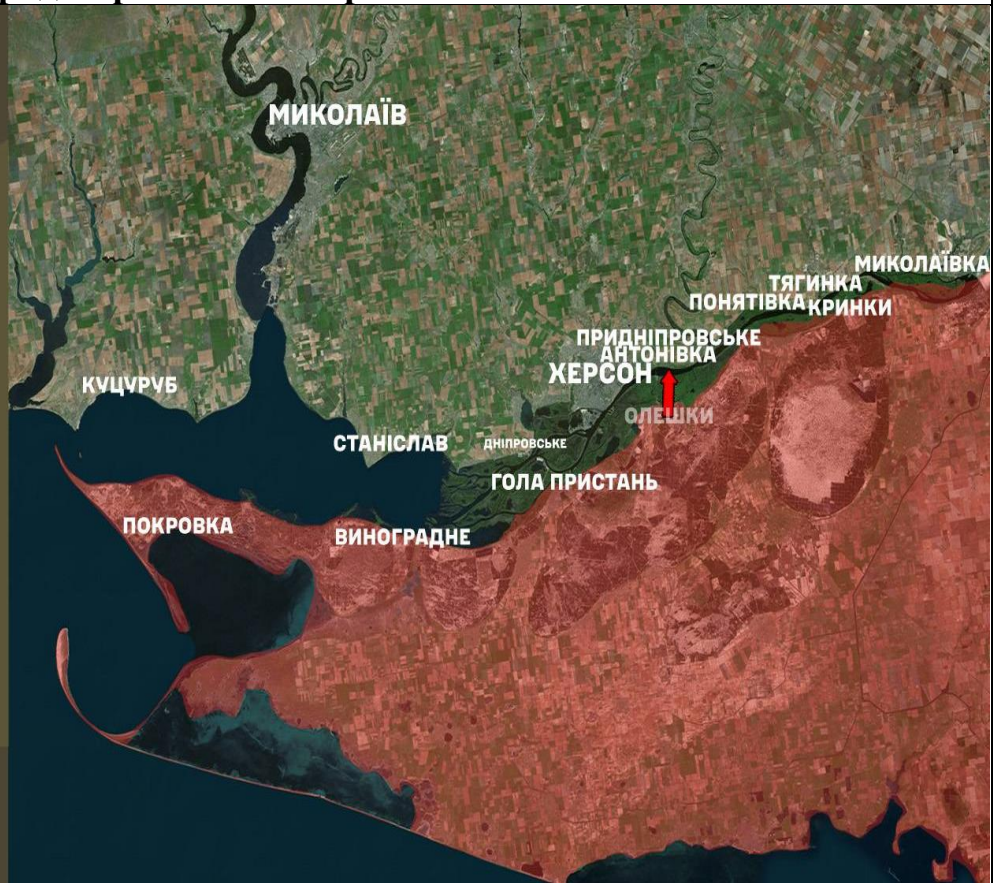 МИКОЛАЇВ
МИКОЛАЇВКА
ТЯГИНКА
ПОНЯТІВКА
КРИНКИ
ПРИДНІПРОВСЬКЕ
АНТОНІВКА
ХЕРСОН
КУЦУРУБ
ОЛЕШКИ
СТАНІСЛАВ
ДНІПРОВСЬКЕ
ГОЛА ПРИСТАНЬ
ПОКРОВКА
ВИНОГРАДНЕ